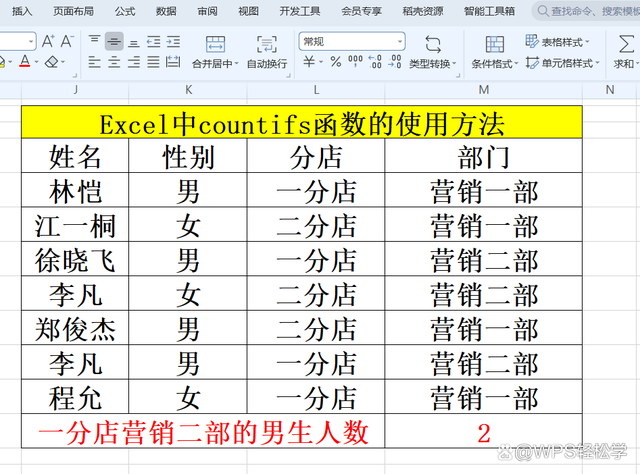 插入 页面布局 公式 数据 审阅 视图 开发工具 会员专享 稻壳资源 智能工具箱 查找命令、搜索模板
A⁺ A⁻ 常规 表格样式
A 合并居中 自动换行 ¥ % 000 类型转换 条件格式 单元格样式 求和
J K L M N
Excel中countifs函数的使用方法
姓名 性别 分店 部门
林恺 男 一分店 营销一部
江一桐 女 二分店 营销一部
徐晓飞 男 一分店 营销二部
李凡 女 二分店 营销二部
郑俊杰 男 二分店 营销一部
李凡 男 一分店 营销二部
程允 女 一分店 营销一部
一分店营销二部的男生人数 2
@WPS轻松学